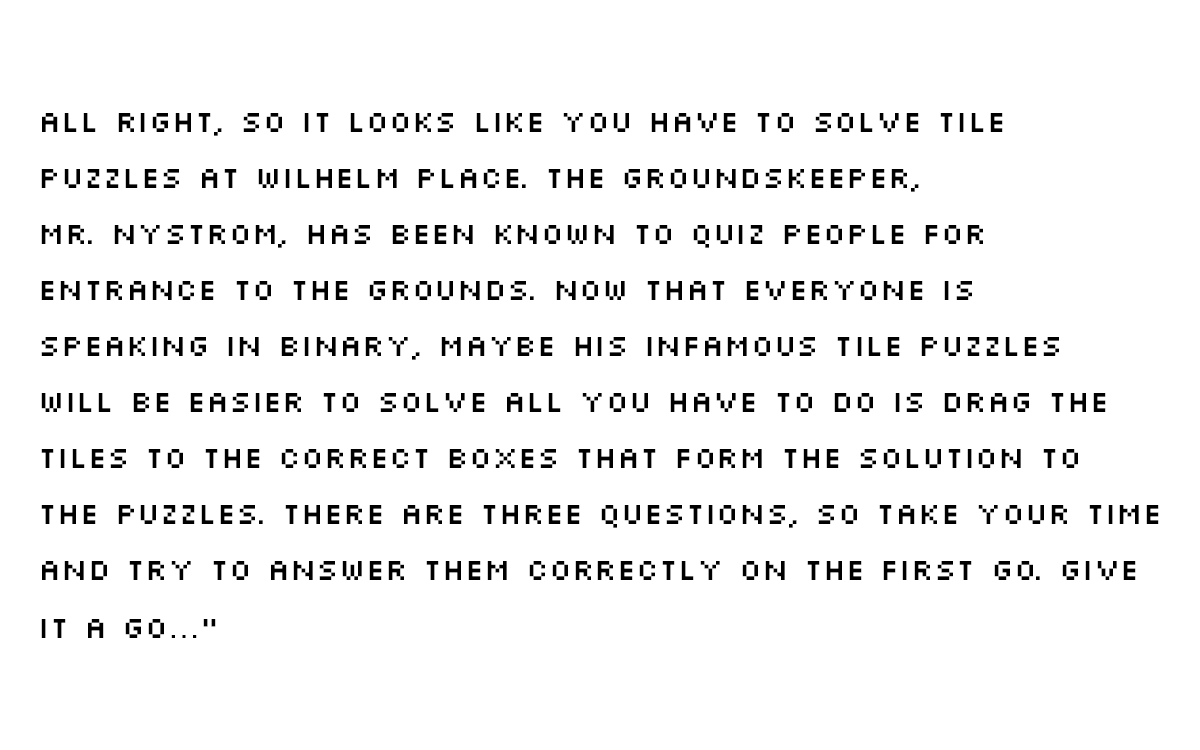 ALL RIGHT, SO IT LOOKS LIKE YOU HAVE TO SOLVE TILE
PUZZLES AT WILHELM PLACE. THE GROUNDSKEEPER,
MR. NYSTROM, HAS BEEN KNOWN TO QUIZ PEOPLE FOR
ENTRANCE TO THE GROUNDS. NOW THAT EVERYONE IS
SPEAKING IN BINARY, MAYBE HIS INFAMOUS TILE PUZZLES
WILL BE EASIER TO SOLVE ALL YOU HAVE TO DO IS DRAG THE
TILES TO THE CORRECT BOXES THAT FORM THE SOLUTION TO
THE PUZZLES. THERE ARE THREE QUESTIONS, SO TAKE YOUR TIME
AND TRY TO ANSWER THEM CORRECTLY ON THE FIRST GO. GIVE
IT A GO..."